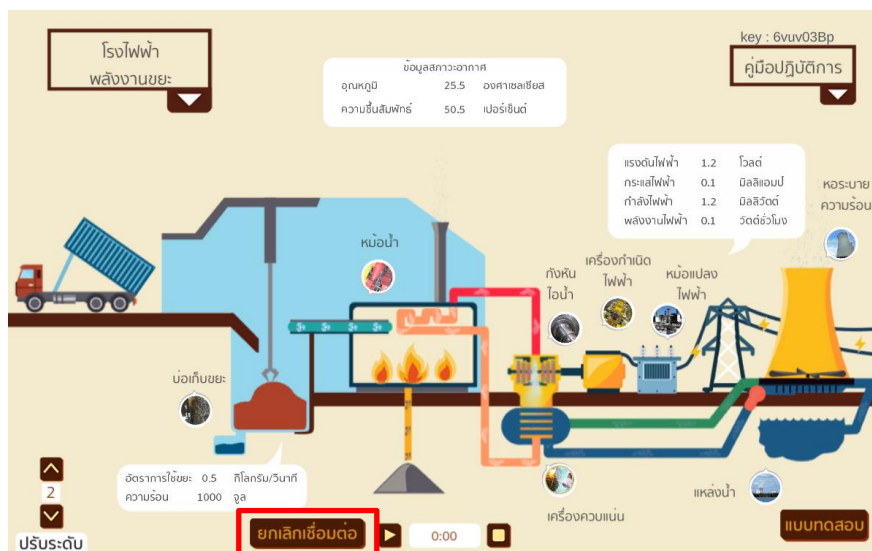 โรงไฟฟ้า
พลังงานขยะ
ข้อมูลสภาวะอากาศ
อุณหภูมิ 25.5 องศาเซลเซียส
ความชื้นสัมพัทธ์ 50.5 เปอร์เซ็นต์
key : 6vuv03Bp
คู่มือปฏิบัติการ
แรงดันไฟฟ้า 1.2 โวลต์
กระแสไฟฟ้า 0.1 มิลลิแอมป์
กำลังไฟฟ้า 1.2 มิลลิวัตต์
พลังงานไฟฟ้า 0.1 วัตต์ชั่วโมง
หอระบาย
ความร้อน
หม้อน้ำ
กังหัน
ไอน้ำ
เครื่องกำเนิด
ไฟฟ้า
หม้อแปลง
ไฟฟ้า
บ่อเก็บขยะ
อัตราการใช้ขยะ 0.5 กิโลกรัม/วินาที
ความร้อน 1000 จูล
เครื่องควบแน่น
แหล่งน้ำ
2
ปรับระดับ
ยกเลิกเชื่อมต่อ
0:00
แบบทดสอบ